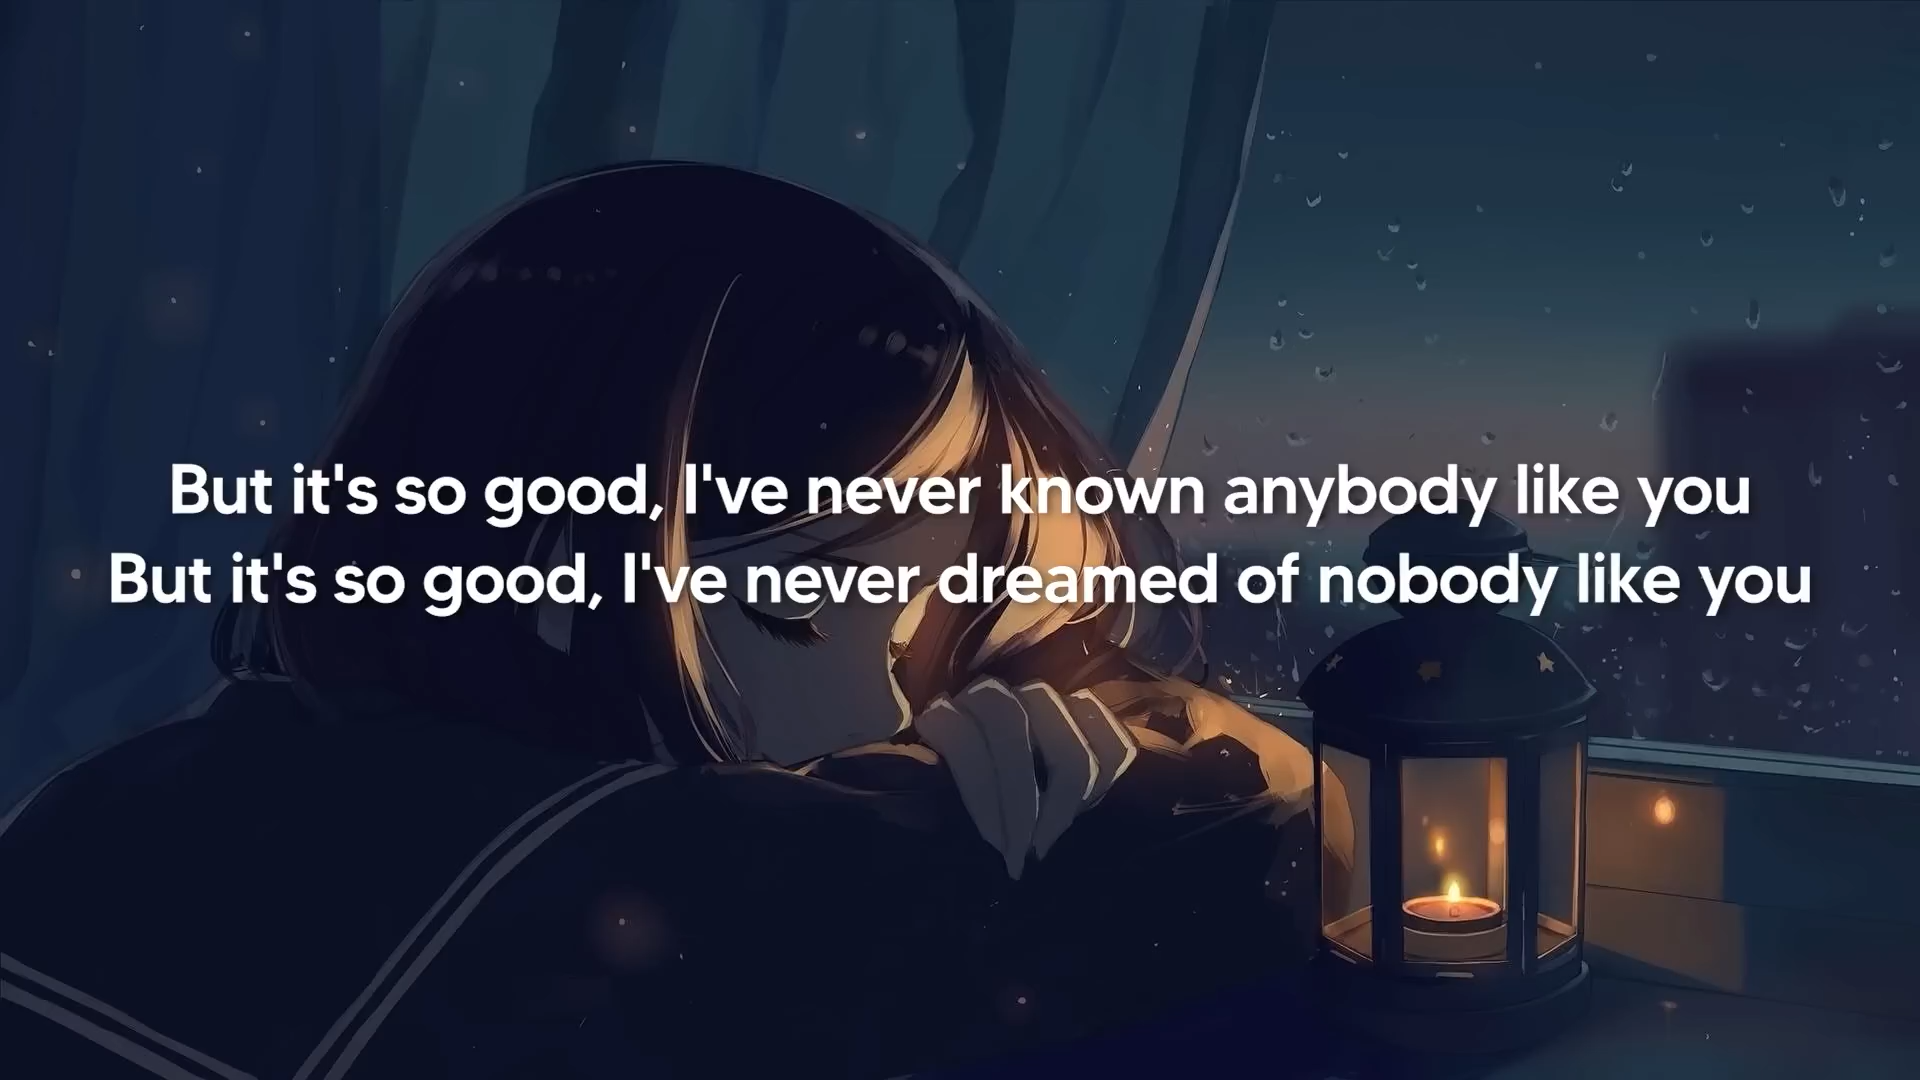 But it's so good, I've never known anybody like you
But it's so good, I've never dreamed of nobody like you